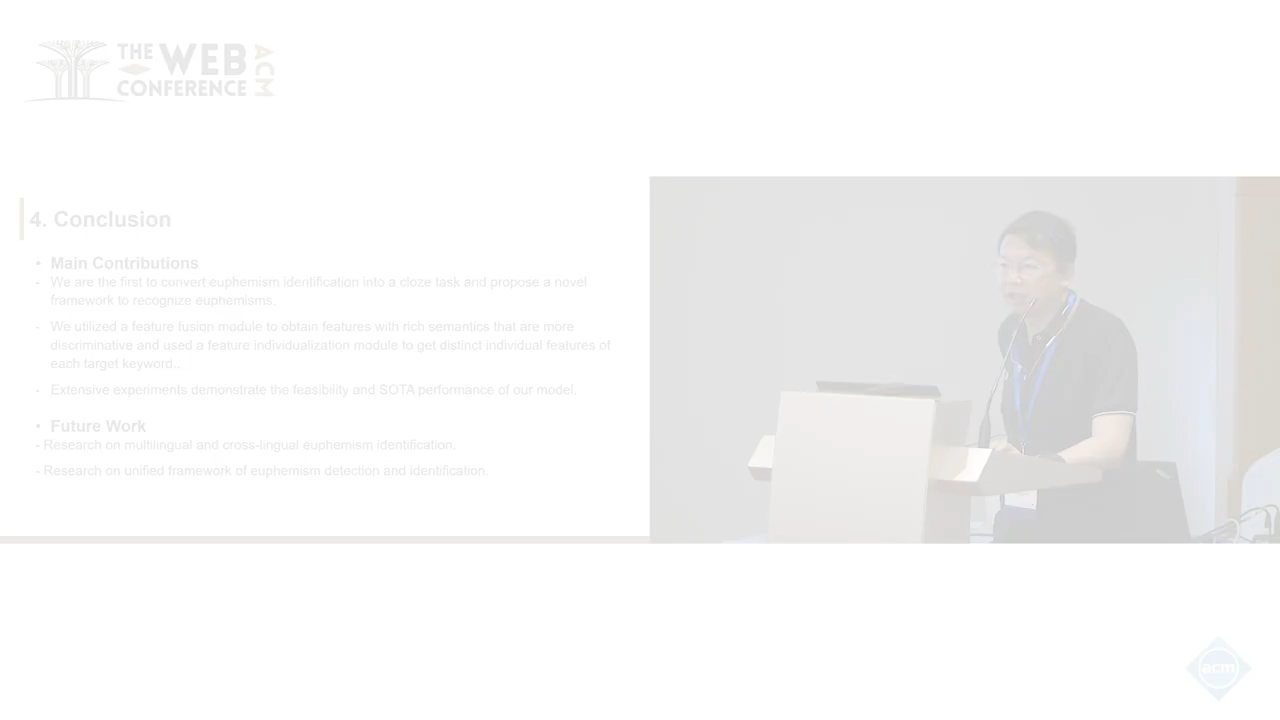 THE WEB
CONFERENCE
ACM
4. Conclusion
• Main Contributions
- We are the first to convert euphemism identification into a cloze task and propose a novel
framework to recognize euphemisms.
- We utilized a feature fusion module to obtain features with rich semantics that are more
discriminative and used a feature individualization module to get distinct individual features of
each target keyword..
- Extensive experiments demonstrate the feasibility and SOTA performance of our model.
• Future Work
- Research on multilingual and cross-lingual euphemism identification.
- Research on unified framework of euphemism detection and identification.
acm